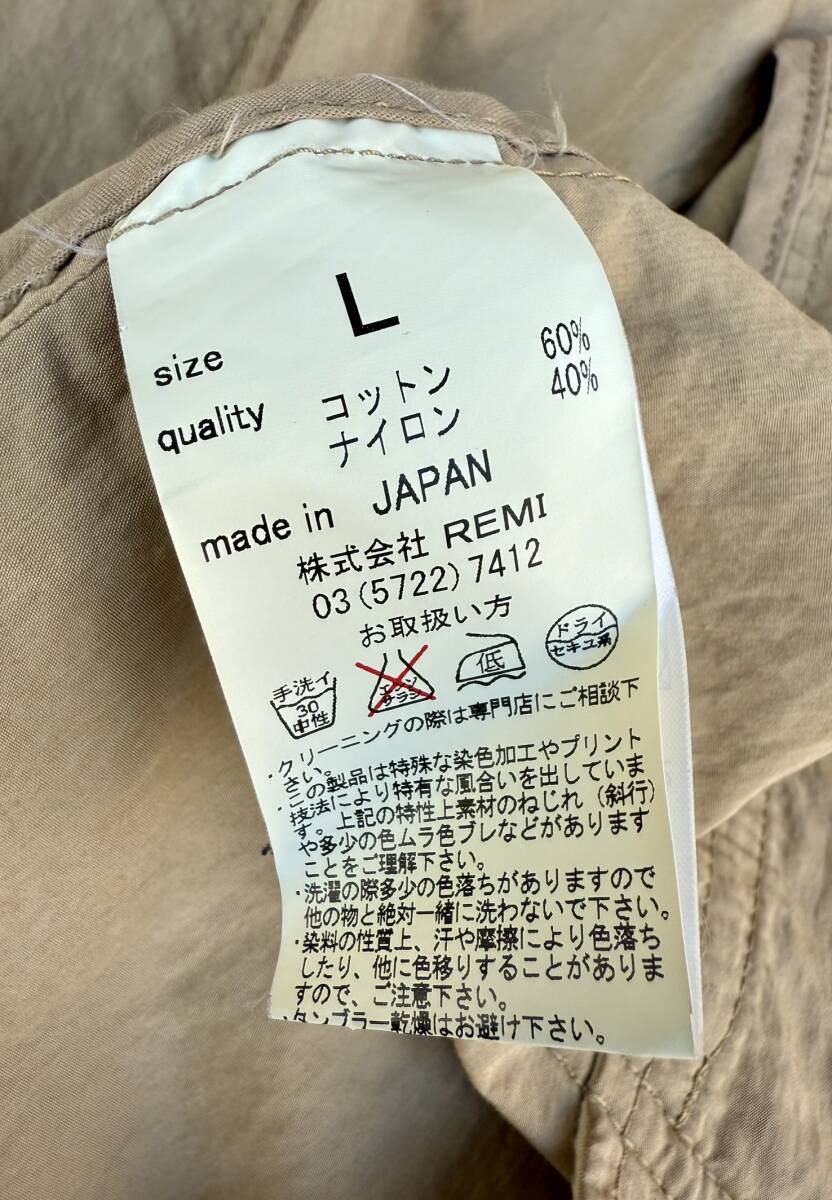 L
size
quality コットン 60%
ナイロン 40%
made in JAPAN
株式会社 REMI
03(5722)7412
お取扱い方
手洗イ
30
中性
エンソ
サラシ
低
ドライ
セキユ系
・クリーニングの際は専門店にご相談下
さい。
・この製品は特殊な染色加工やプリント
技法により特有な風合いを出していま
す。上記の特性上素材のねじれ（斜行）
や多少の色ムラ色ブレなどがあります
ことをご理解下さい。
・洗濯の際多少の色落ちがありますので
他の物と絶対一緒に洗わないで下さい。
・染料の性質上、汗や摩擦により色落ち
したり、他に色移りすることがありま
すので、ご注意下さい。
・タンブラー乾燥はお避け下さい。